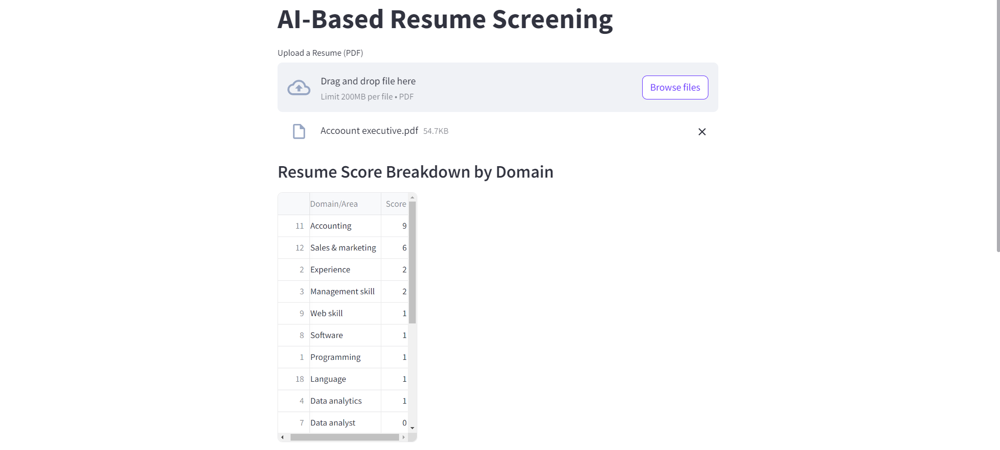 AI-Based Resume Screening
Upload a Resume (PDF)
Drag and drop file here
Limit 200MB per file • PDF
Browse files
Accoount executive.pdf 54.7KB
Resume Score Breakdown by Domain
Domain/Area Score
11 Accounting 9
12 Sales & marketing 6
2 Experience 2
3 Management skill 2
9 Web skill 1
8 Software 1
1 Programming 1
18 Language 1
4 Data analytics 1
7 Data analyst 0